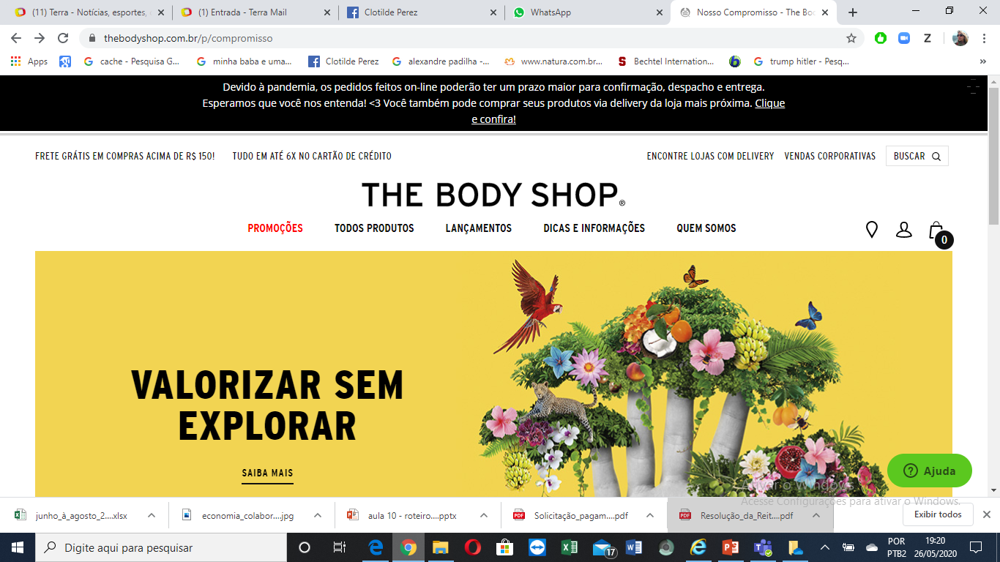 (11) Terra - Notícias, esportes,
(1) Entrada - Terra Mail
Clotilde Perez
WhatsApp
Nosso Compromisso - The Bo
thebodyshop.com.br/p/compromisso
Apps
cache - Pesquisa G...
minha baba e uma...
Clotilde Perez
alexandre padilha -...
www.natura.com.br...
Bechtel Internation...
trump hitler - Pesq...
Devido à pandemia, os pedidos feitos on-line poderão ter um prazo maior para confirmação, despacho e entrega.
Esperamos que você nos entenda! <3 Você também pode comprar seus produtos via delivery da loja mais próxima. Clique
e confira!
FRETE GRÁTIS EM COMPRAS ACIMA DE R$ 150!
TUDO EM ATÉ 6X NO CARTÃO DE CRÉDITO
ENCONTRE LOJAS COM DELIVERY
VENDAS CORPORATIVAS
BUSCAR
THE BODY SHOP®
PROMOÇÕES
TODOS PRODUTOS
LANÇAMENTOS
DICAS E INFORMAÇÕES
QUEM SOMOS
0
VALORIZAR SEM
EXPLORAR
SAIBA MAIS
Ajuda
Ativar o Windows
Acesse Configurações para ativar o Windows.
junho_à_agosto_2....xlsx
economia_colabor....jpg
aula 10 - roteiro....pptx
Solicitação_pagam....pdf
Resolução_da_Reit....pdf
Exibir todos
Digite aqui para pesquisar
17
POR
PTB2
19:20
26/05/2020